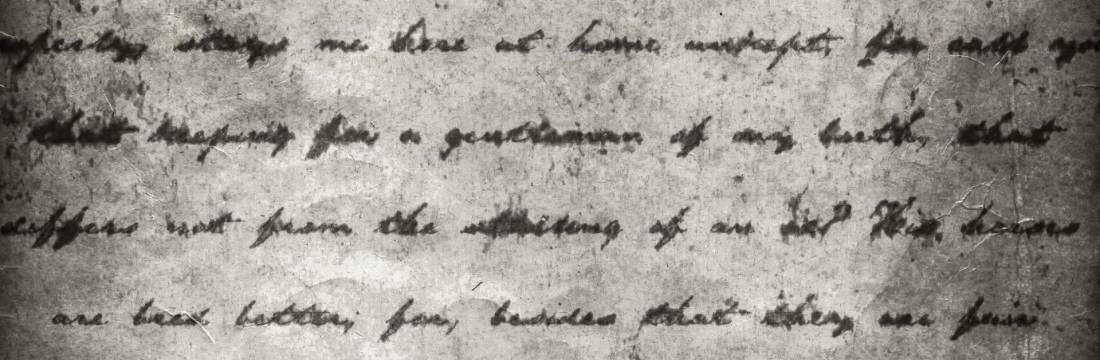 stays me here at home unkept; for call you
that keeping for a gentleman of my birth, that
differs not from the stalling of an ox? His horses
are bred better; for, besides that they are fair